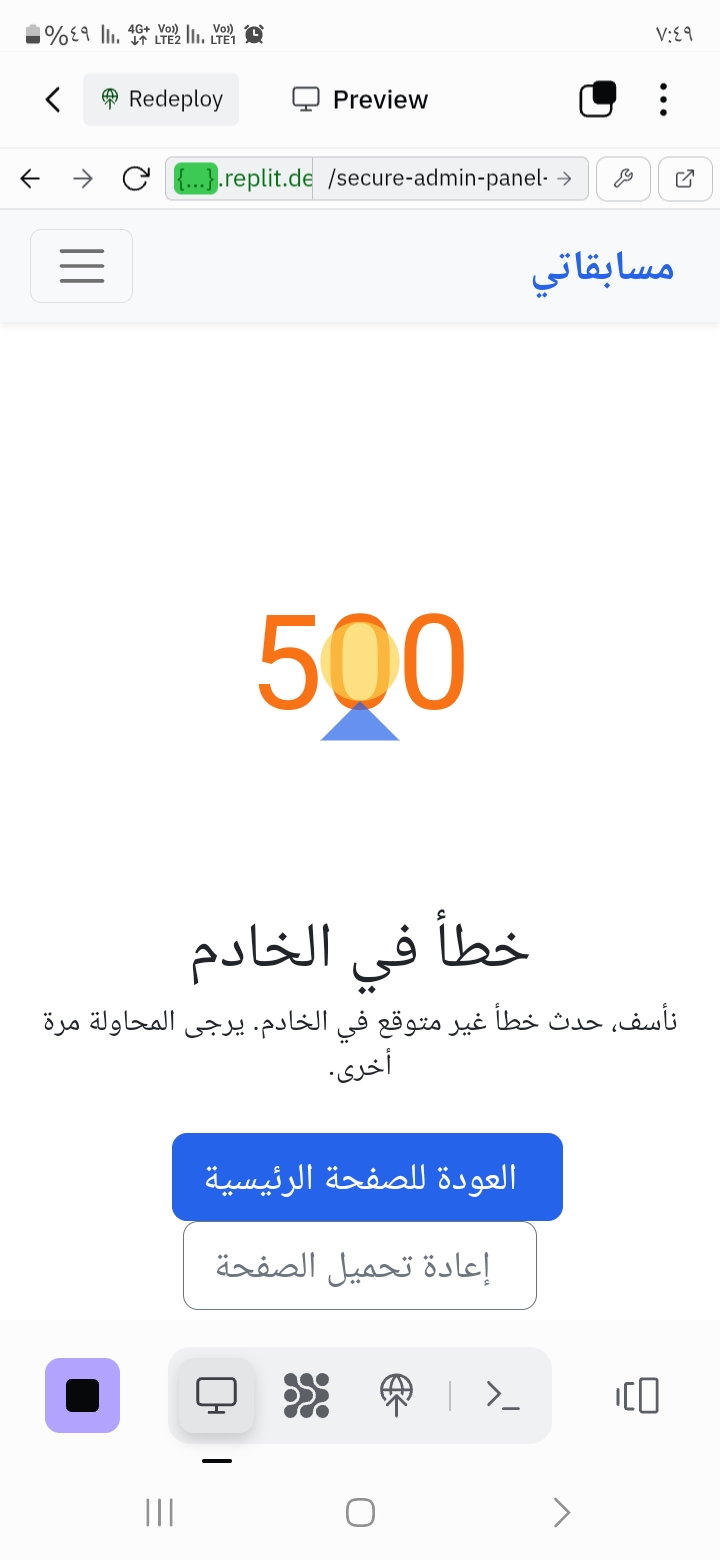 %٤٩ 4G+ Vo)) LTE2 Vo)) LTE1 ٧:٤٩
Redeploy Preview
{...}.replit.de /secure-admin-panel-
مسابقاتي
500
خطأ في الخادم
نأسف، حدث خطأ غير متوقع في الخادم. يرجى المحاولة مرة
أخرى.
العودة للصفحة الرئيسية
إعادة تحميل الصفحة